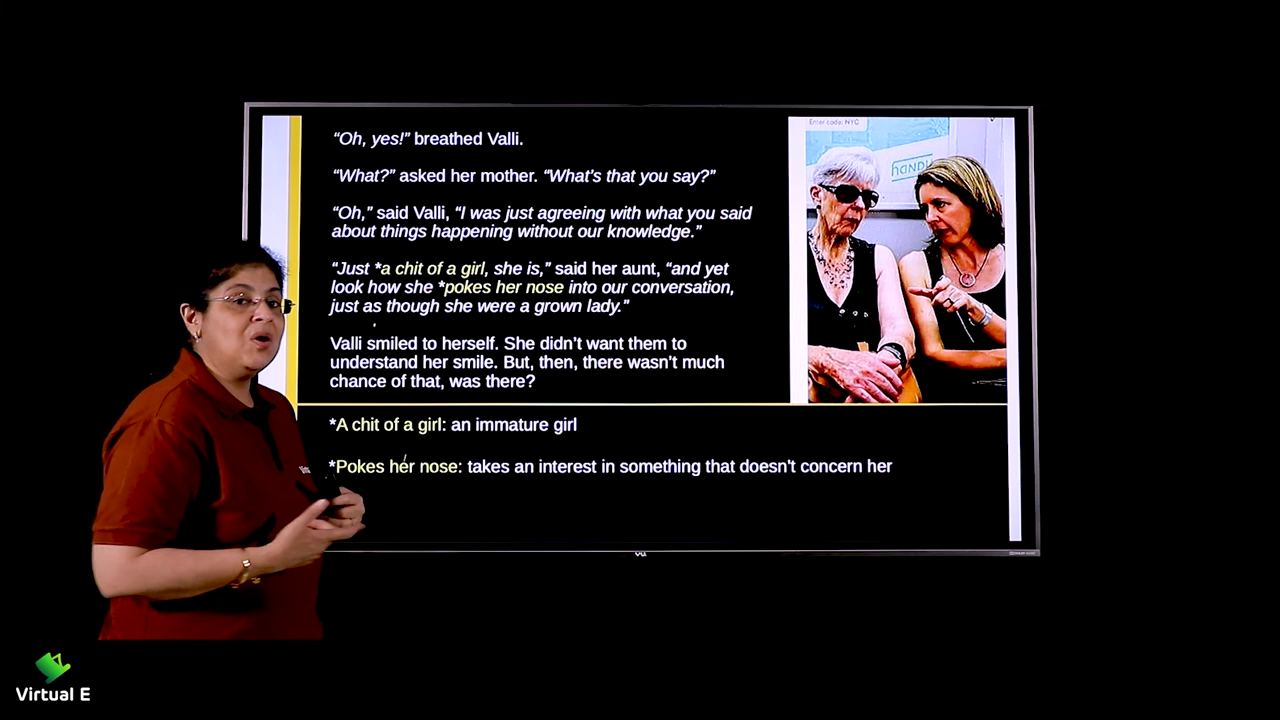 Enter code: NYC
handy
“Oh, yes!” breathed Valli.
“What?” asked her mother. “What’s that you say?”
“Oh,” said Valli, “I was just agreeing with what you said
about things happening without our knowledge.”
“Just *a chit of a girl, she is,” said her aunt, “and yet
look how she *pokes her nose into our conversation,
just as though she were a grown lady.”
Valli smiled to herself. She didn’t want them to
understand her smile. But, then, there wasn’t much
chance of that, was there?
*A chit of a girl: an immature girl
*Pokes her nose: takes an interest in something that doesn't concern her
Virtual E